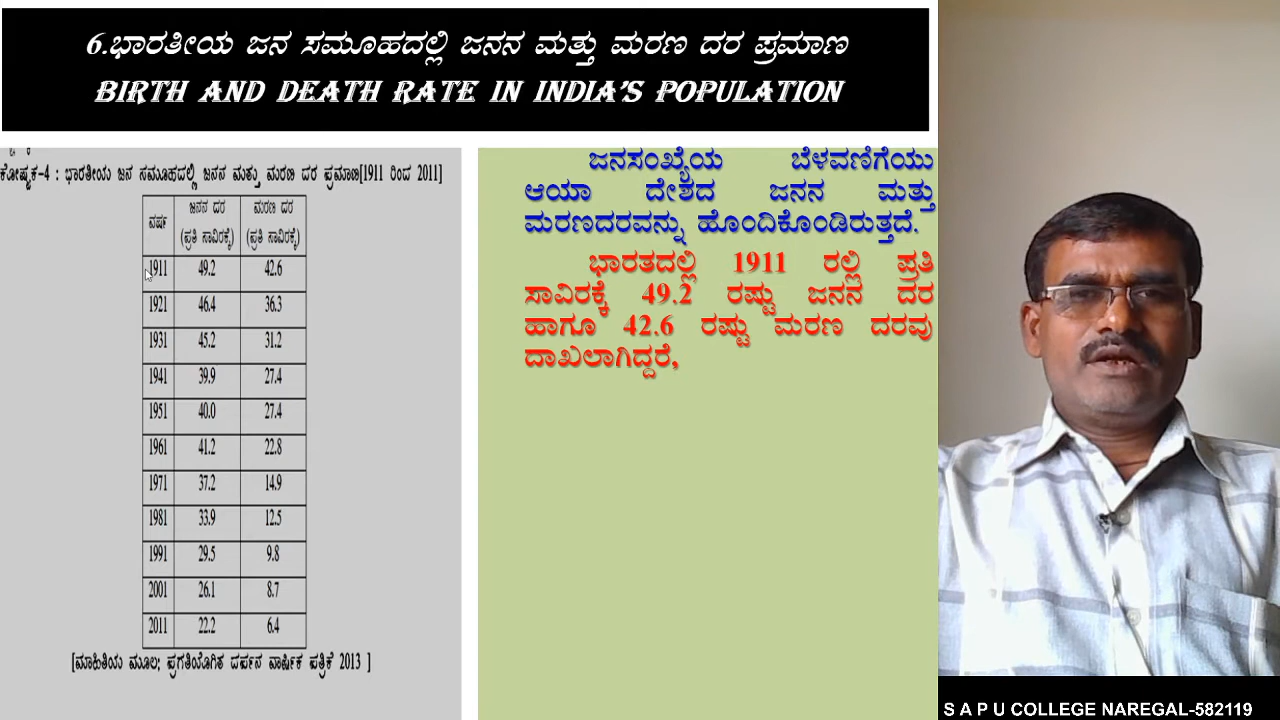 6.ಭಾರತೀಯ ಜನ ಸಮೂಹದಲ್ಲಿ ಜನನ ಮತ್ತು ಮರಣ ದರ ಪ್ರಮಾಣ
BIRTH AND DEATH RATE IN INDIA'S POPULATION
ಕೋಷ್ಟಕ-4 : ಭಾರತೀಯ ಜನ ಸಮೂಹದಲ್ಲಿ ಜನನ ಮತ್ತು ಮರಣ ದರ ಪ್ರಮಾಣ[1911 ರಿಂದ 2011]
ವರ್ಷ ಜನನ ದರ (ಪ್ರತಿ ಸಾವಿರಕ್ಕೆ) ಮರಣ ದರ (ಪ್ರತಿ ಸಾವಿರಕ್ಕೆ)
1911 49.2 42.6
1921 46.4 36.3
1931 45.2 31.2
1941 39.9 27.4
1951 40.0 27.4
1961 41.2 22.8
1971 37.2 14.9
1981 33.9 12.5
1991 29.5 9.8
2001 26.1 8.7
2011 22.2 6.4
[ಮಾಹಿತಿಯ ಮೂಲ; ಪ್ರಗತಿಯೊಗಿತ ದರ್ಪನ ವಾರ್ಷಿಕ ಪತ್ರಿಕೆ 2013 ]
ಜನಸಂಖ್ಯೆಯ ಬೆಳವಣಿಗೆಯು
ಆಯಾ ದೇಶದ ಜನನ ಮತ್ತು
ಮರಣದರವನ್ನು ಹೊಂದಿಕೊಂಡಿರುತ್ತದೆ.
ಭಾರತದಲ್ಲಿ 1911 ರಲ್ಲಿ ಪ್ರತಿ
ಸಾವಿರಕ್ಕೆ 49.2 ರಷ್ಟು ಜನನ ದರ
ಹಾಗೂ 42.6 ರಷ್ಟು ಮರಣ ದರವು
ದಾಖಲಾಗಿದ್ದರೆ,
S A P U COLLEGE NAREGAL-582119